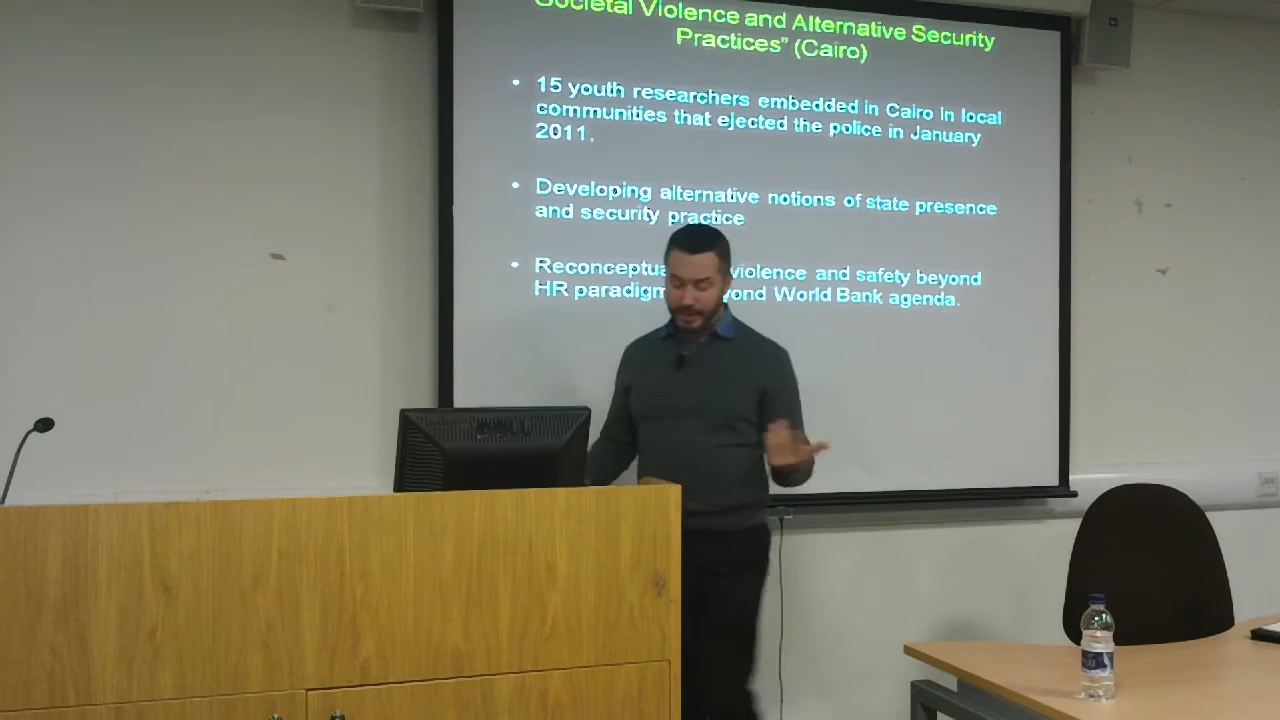 Societal Violence and Alternative Security
Practices" (Cairo)
• 15 youth researchers embedded in Cairo in local
communities that ejected the police in January
2011.
• Developing alternative notions of state presence
and security practice
• Reconceptua violence and safety beyond
HR paradigm yond World Bank agenda.